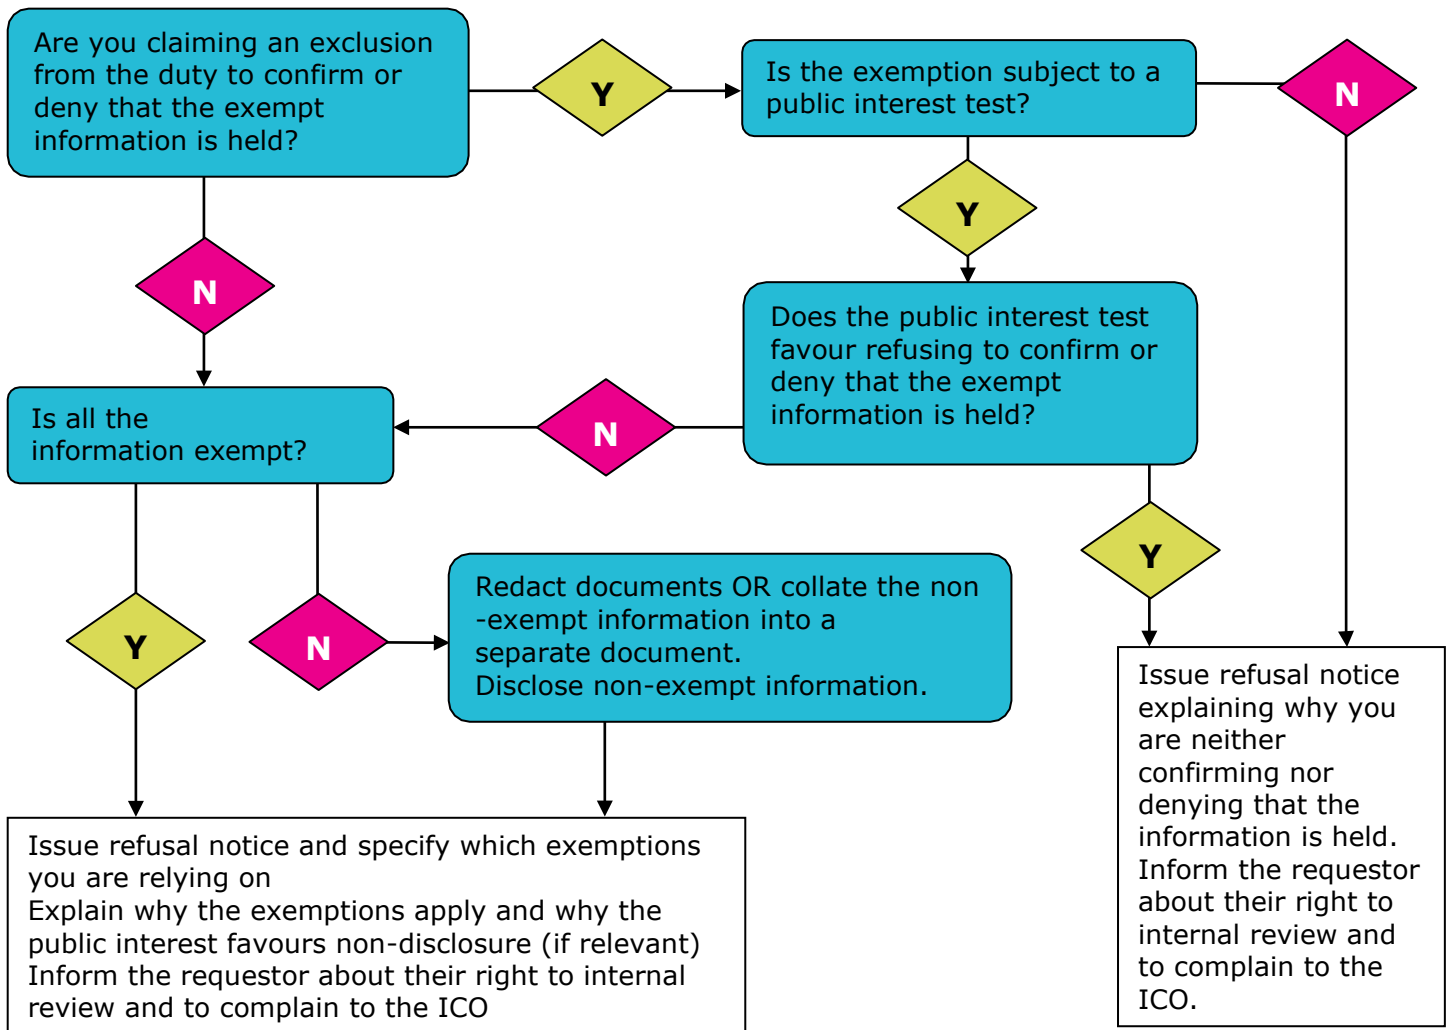 Are you claiming an exclusion
from the duty to confirm or
deny that the exempt
information is held?
Y
Is the exemption subject to a
public interest test?
N
Y
N
Does the public interest test
favour refusing to confirm or
deny that the exempt
information is held?
N
Is all the
information exempt?
Y
Y
N
Redact documents OR collate the non
-exempt information into a
separate document.
Disclose non-exempt information.
Issue refusal notice
explaining why you
are neither
confirming nor
denying that the
information is held.
Inform the requestor
about their right to
internal review and
to complain to the
ICO.
Issue refusal notice and specify which exemptions
you are relying on
Explain why the exemptions apply and why the
public interest favours non-disclosure (if relevant)
Inform the requestor about their right to internal
review and to complain to the ICO